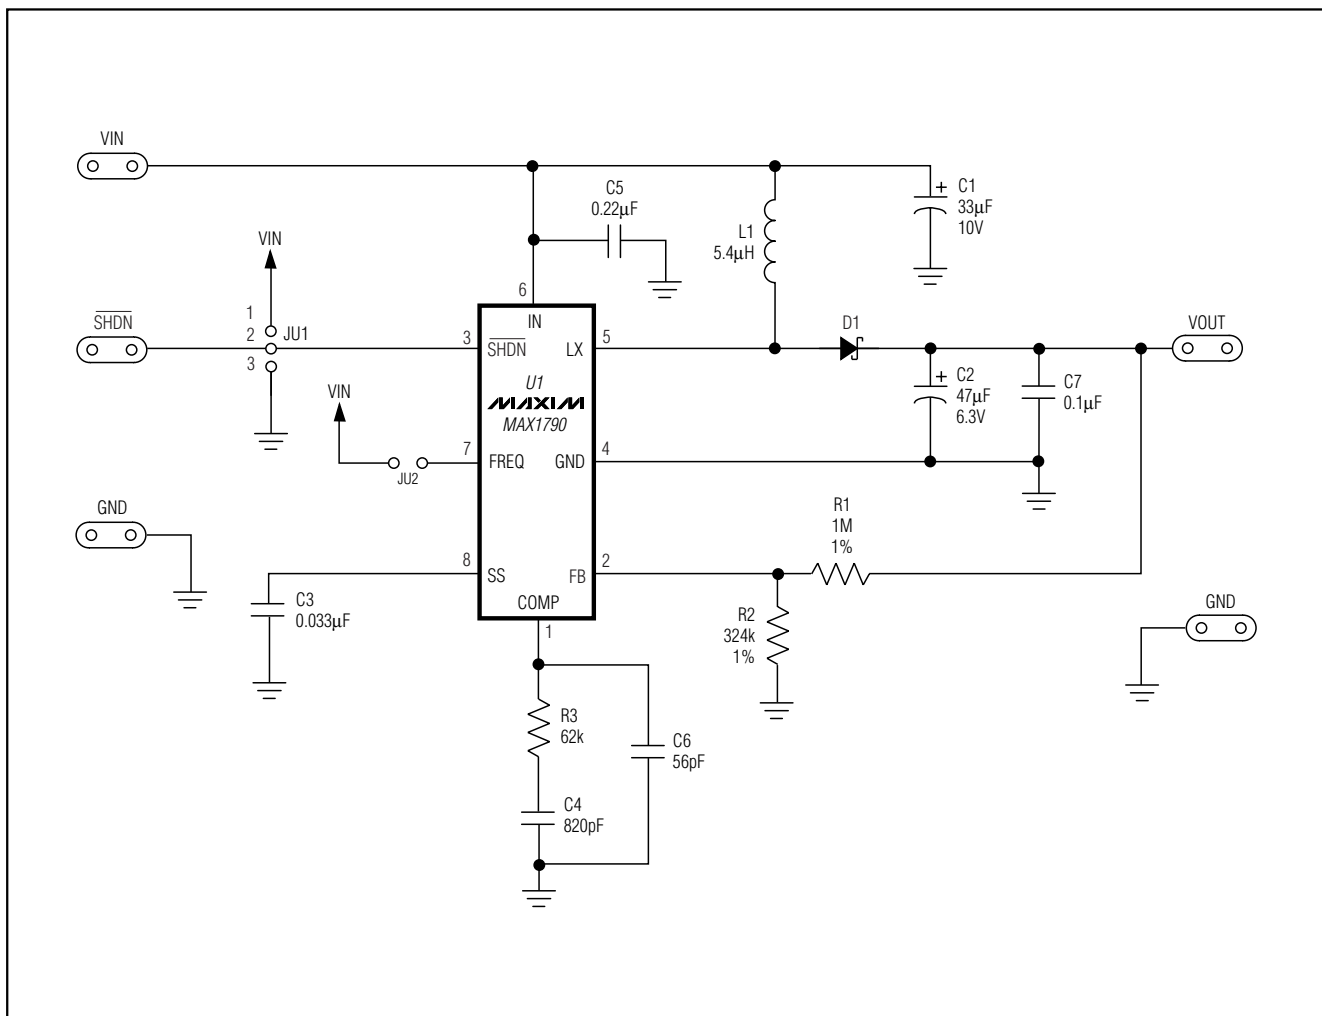 VIN
C5
0.22μF
L1
5.4μH
+ C1
33μF
10V
VIN
SHDN
1
2
3
JU1
6
IN
3
SHDN
LX
5
D1
VOUT
U1
MAXIM
MAX1790
+ C2
47μF
6.3V
C7
0.1μF
VIN
JU2
7
FREQ
GND
4
GND
R1
1M
1%
8
SS
FB
2
C3
0.033μF
COMP
1
R2
324k
1%
GND
R3
62k
C6
56pF
C4
820pF